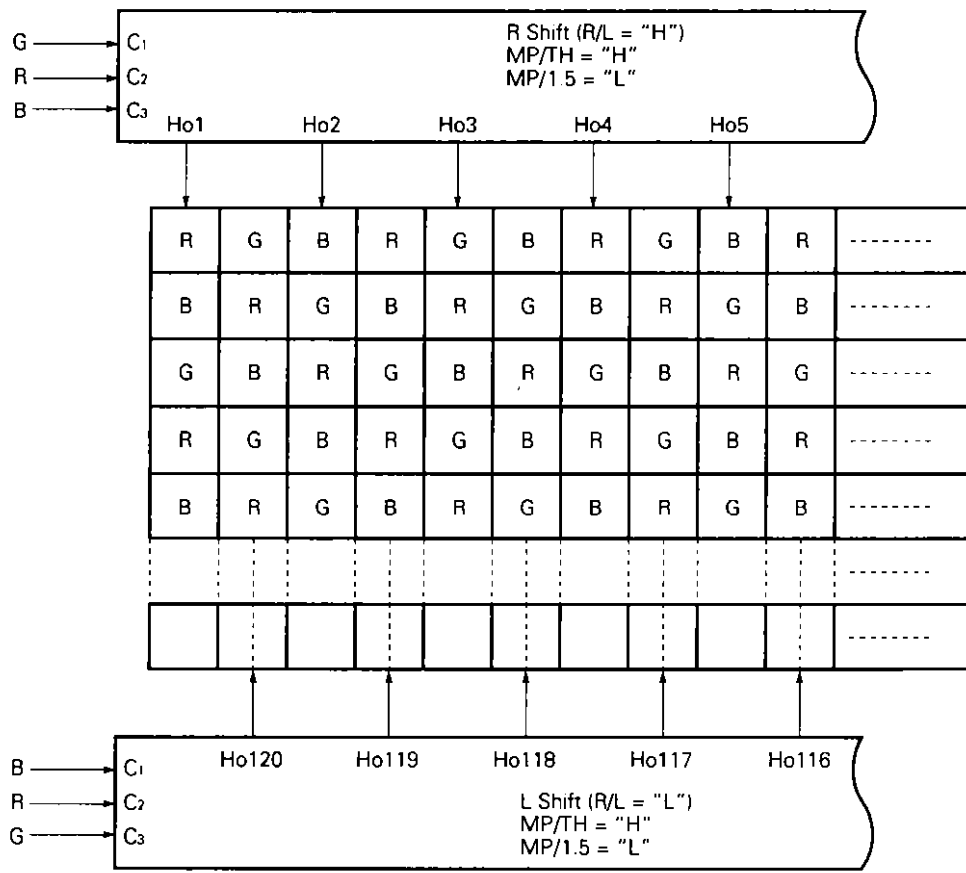 G C1
R Shift (R/L = "H")
R C2
MP/TH = "H"
B C3
MP/1.5 = "L"
Ho1 Ho2 Ho3 Ho4 Ho5
R G B R G B R G B R
B R G B R G B R G B
G B R G B R G B R G
R G B R G B R G B R
B R G B R G B R G B
Ho120 Ho119 Ho118 Ho117 Ho116
B C1
R C2
G C3
L Shift (R/L = "L")
MP/TH = "H"
MP/1.5 = "L"